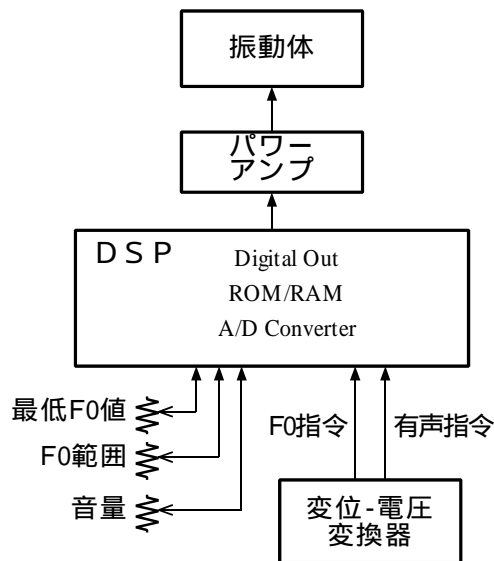 振動体
パワー
アンプ
ＤＳＰ
Digital Out
ROM/RAM
A/D Converter
最低F0値
F0範囲
音量
F0指令
有声指令
変位-電圧
変換器